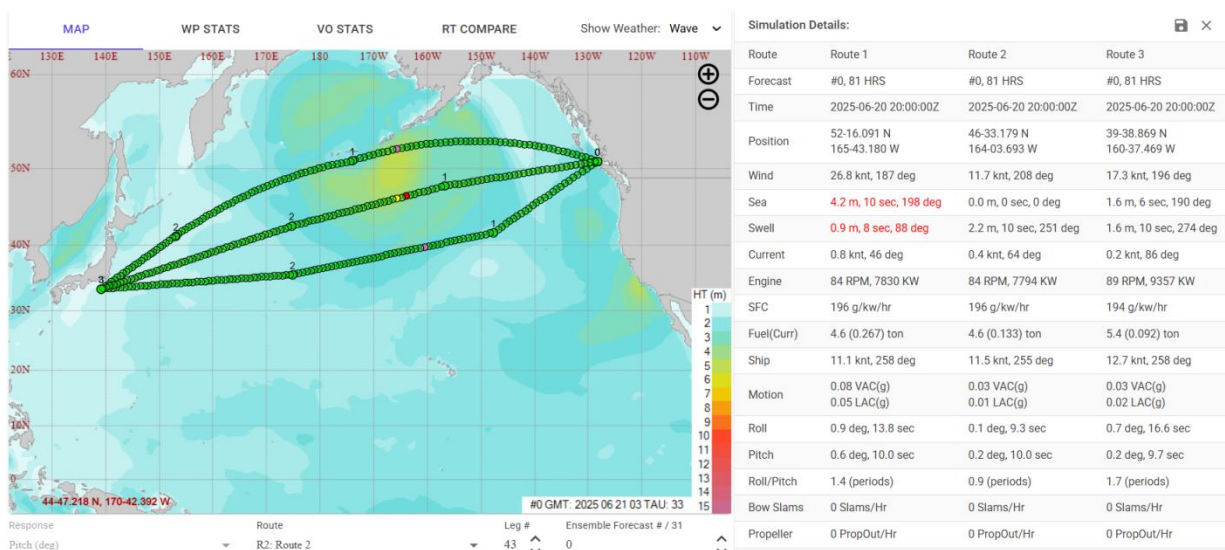 MAP WP STATS VO STATS RT COMPARE Show Weather: Wave
130E 140E 150E 160E 170E 180 170W 160W 150W 140W 130W 120W 110W
60N
50N
40N
30N
20N
10N
0
0
1
1
1
2
2
2
3
HT (m)
1
2
3
4
5
6
7
8
9
10
11
12
13
14
15
44-47.218 N, 170-42.392 W
#0 GMT: 2025 06 21 03 TAU: 33
Response Route Leg # Ensemble Forecast # / 31
Pitch (deg) R2: Route 2 43 0
Simulation Details:
Route Route 1 Route 2 Route 3
Forecast #0, 81 HRS #0, 81 HRS #0, 81 HRS
Time 2025-06-20 20:00:00Z 2025-06-20 20:00:00Z 2025-06-20 20:00:00Z
Position 52-16.091 N 46-33.179 N 39-38.869 N
165-43.180 W 164-03.693 W 160-37.469 W
Wind 26.8 knt, 187 deg 11.7 knt, 208 deg 17.3 knt, 196 deg
Sea 4.2 m, 10 sec, 198 deg 0.0 m, 0 sec, 0 deg 1.6 m, 6 sec, 190 deg
Swell 0.9 m, 8 sec, 88 deg 2.2 m, 10 sec, 251 deg 1.6 m, 10 sec, 274 deg
Current 0.8 knt, 46 deg 0.4 knt, 64 deg 0.2 knt, 86 deg
Engine 84 RPM, 7830 KW 84 RPM, 7794 KW 89 RPM, 9357 KW
SFC 196 g/kw/hr 196 g/kw/hr 194 g/kw/hr
Fuel(Curr) 4.6 (0.267) ton 4.6 (0.133) ton 5.4 (0.092) ton
Ship 11.1 knt, 258 deg 11.5 knt, 255 deg 12.7 knt, 258 deg
Motion 0.08 VAC(g) 0.03 VAC(g) 0.03 VAC(g)
0.05 LAC(g) 0.01 LAC(g) 0.02 LAC(g)
Roll 0.9 deg, 13.8 sec 0.1 deg, 9.3 sec 0.7 deg, 16.6 sec
Pitch 0.6 deg, 10.0 sec 0.2 deg, 10.0 sec 0.2 deg, 9.7 sec
Roll/Pitch 1.4 (periods) 0.9 (periods) 1.7 (periods)
Bow Slams 0 Slams/Hr 0 Slams/Hr 0 Slams/Hr
Propeller 0 PropOut/Hr 0 PropOut/Hr 0 PropOut/Hr